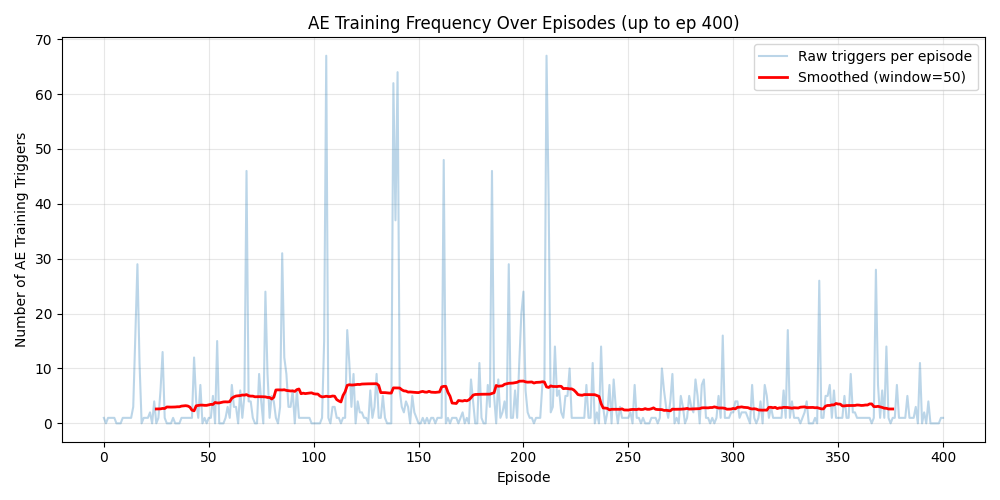 AE Training Frequency Over Episodes (up to ep 400)
Raw triggers per episode
Smoothed (window=50)
Number of AE Training Triggers
70
60
50
40
30
20
10
0
0 50 100 150 200 250 300 350 400
Episode